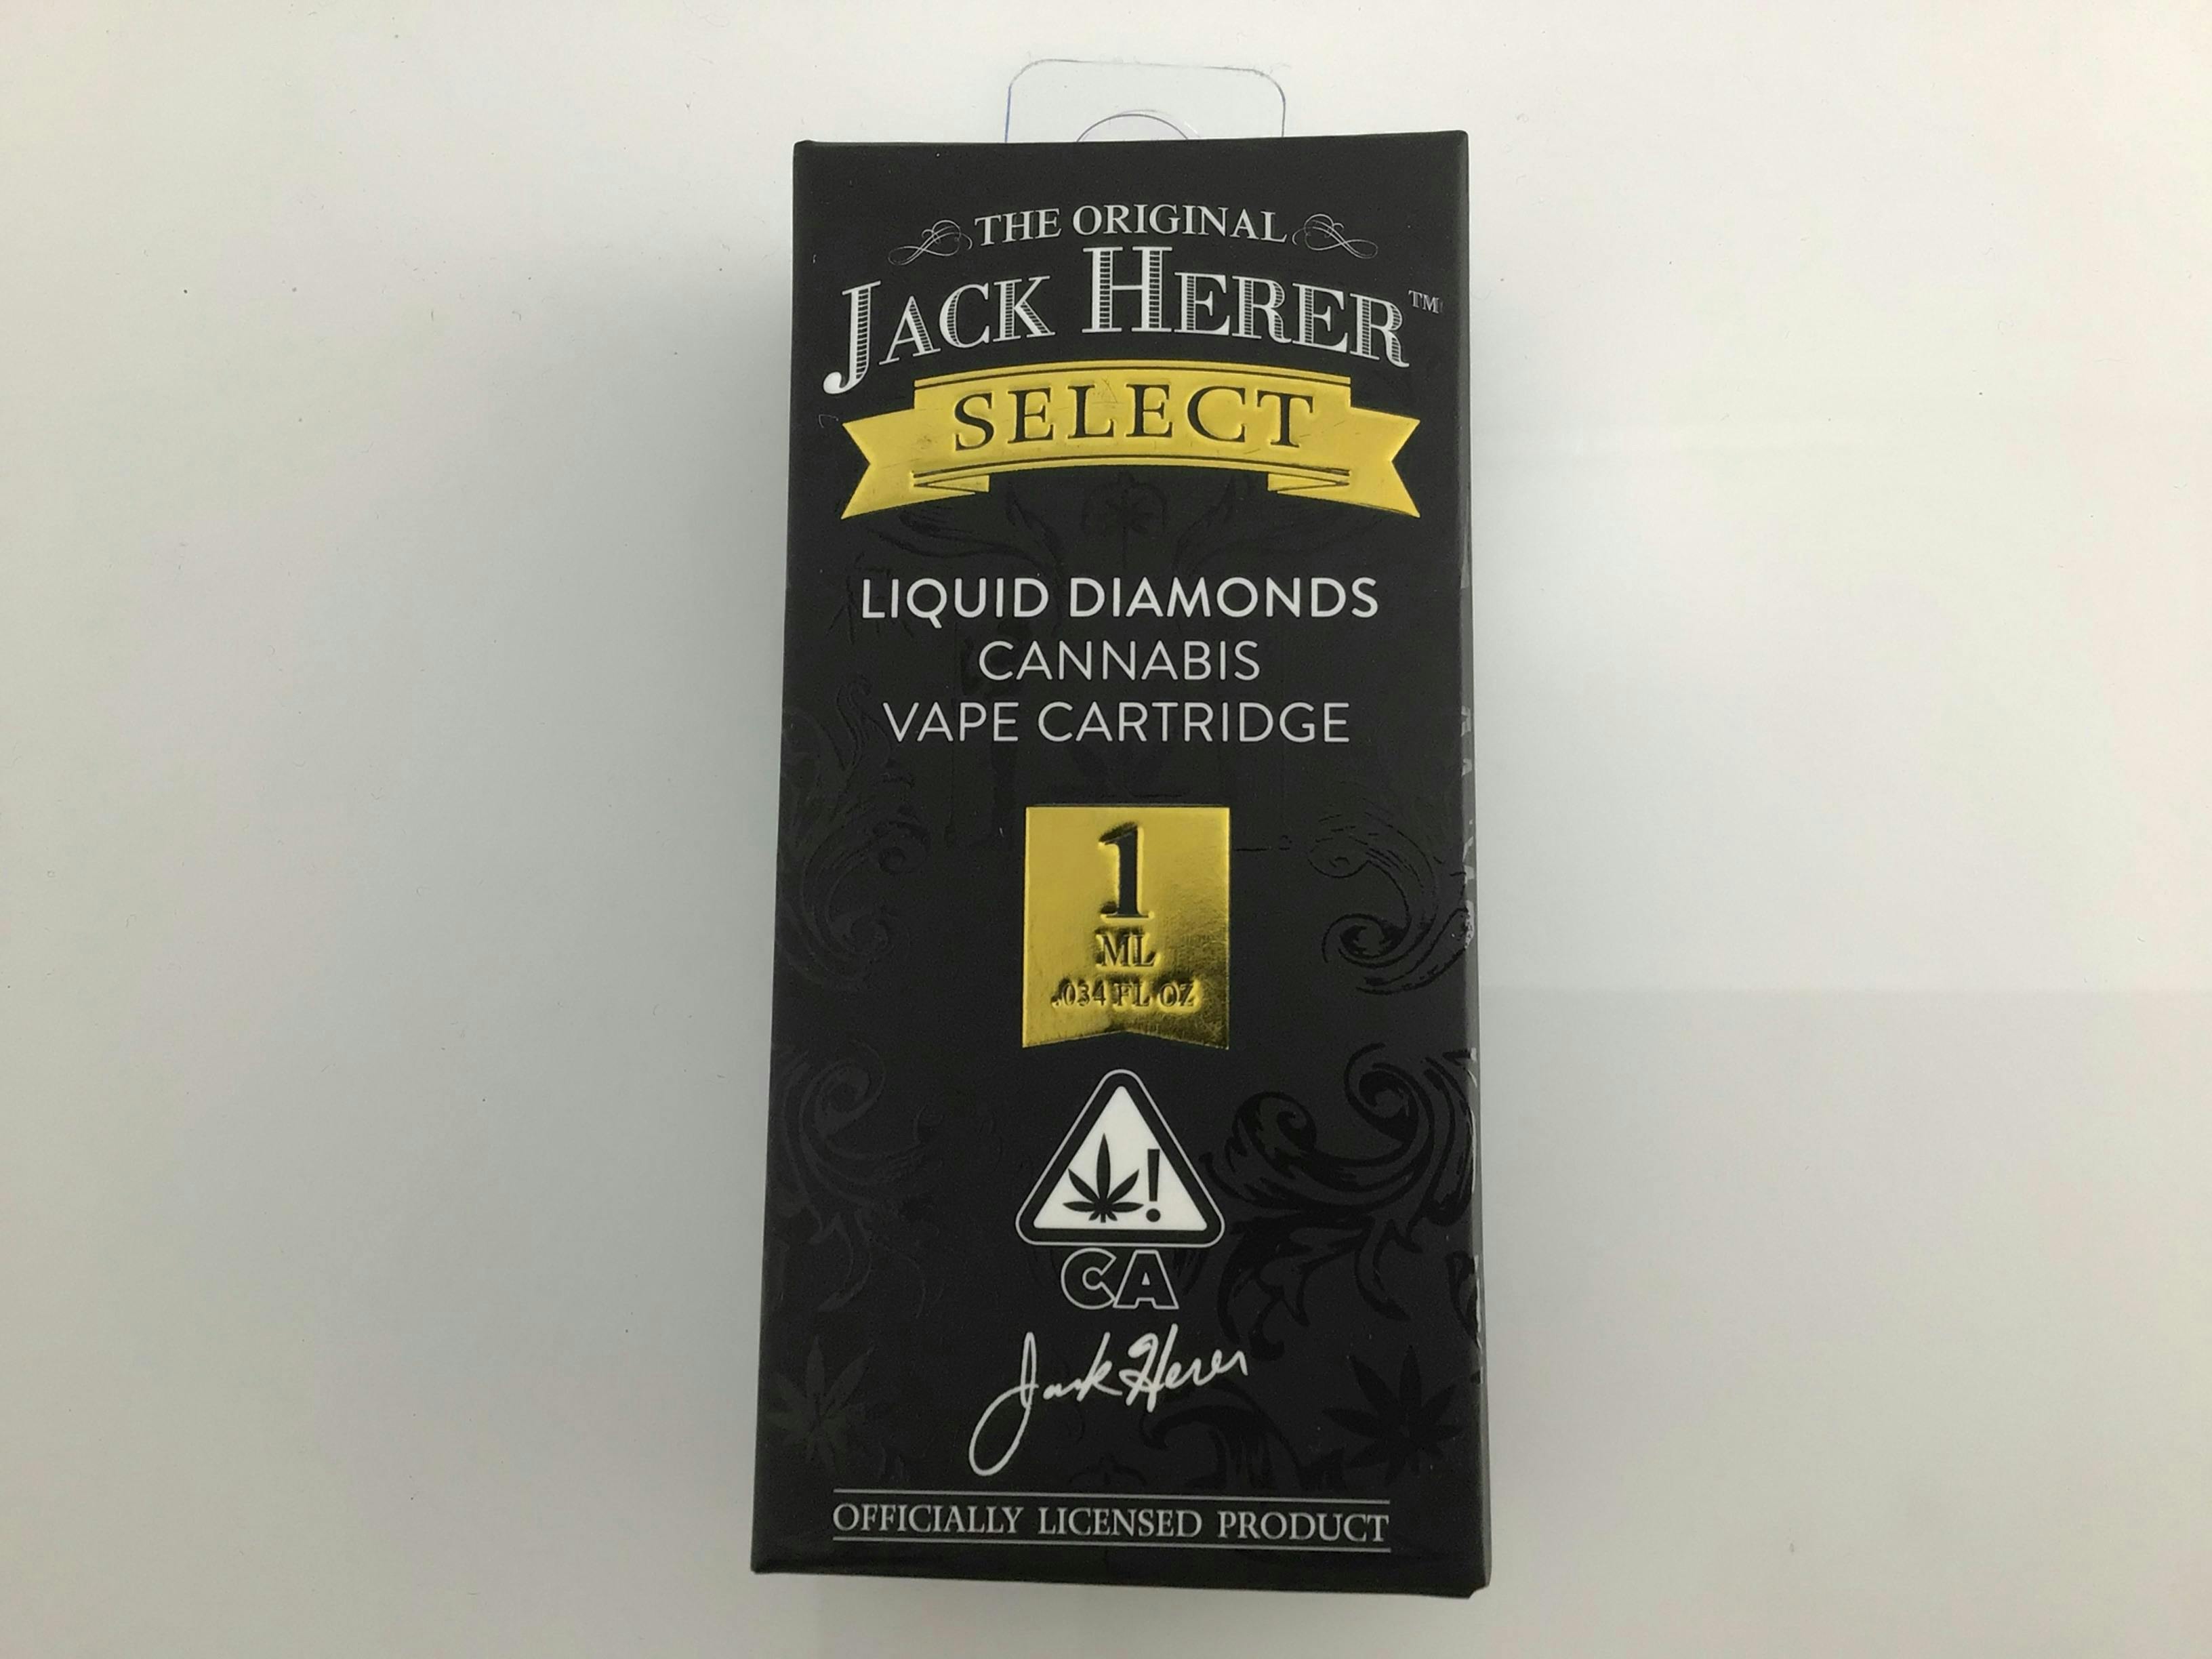 THE ORIGINAL
JACK HERER™
SELECT
LIQUID DIAMONDS
CANNABIS
VAPE CARTRIDGE
1
ML
.034 FL OZ
!
CA
Jack Herer
OFFICIALLY LICENSED PRODUCT